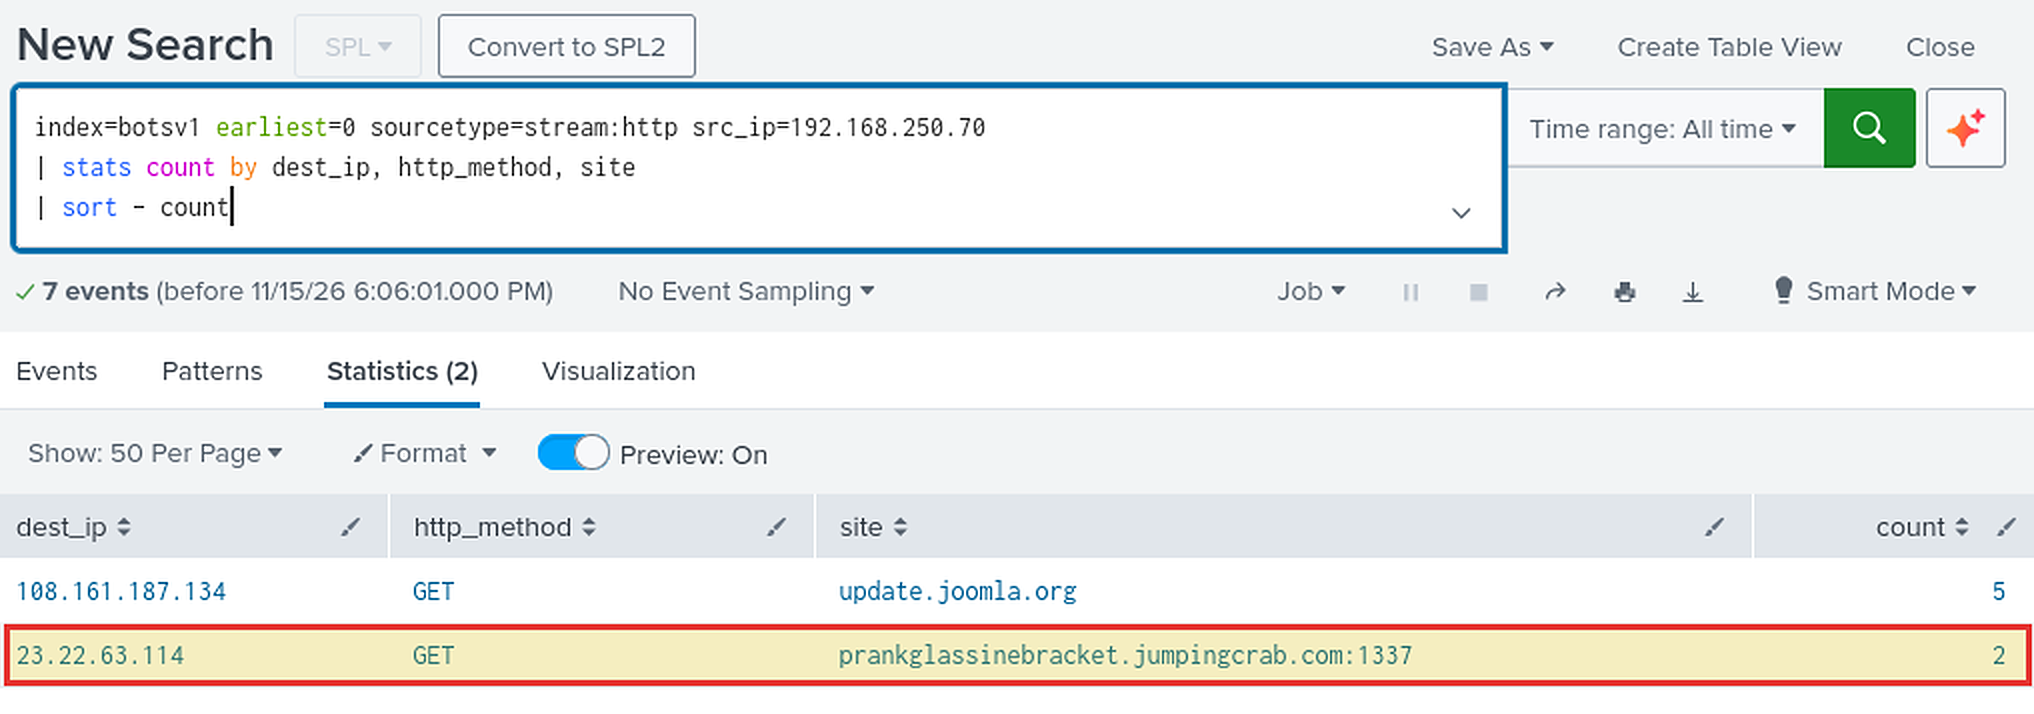 New Search SPL Convert to SPL2 Save As Create Table View Close
index=botsv1 earliest=0 sourcetype=stream:http src_ip=192.168.250.70 Time range: All time
| stats count by dest_ip, http_method, site
| sort - count
7 events (before 11/15/26 6:06:01.000 PM) No Event Sampling Job Smart Mode
Events Patterns Statistics (2) Visualization
Show: 50 Per Page Format Preview: On
dest_ip http_method site count
108.161.187.134 GET update.joomla.org 5
23.22.63.114 GET prankglassinebracket.jumpingcrab.com:1337 2